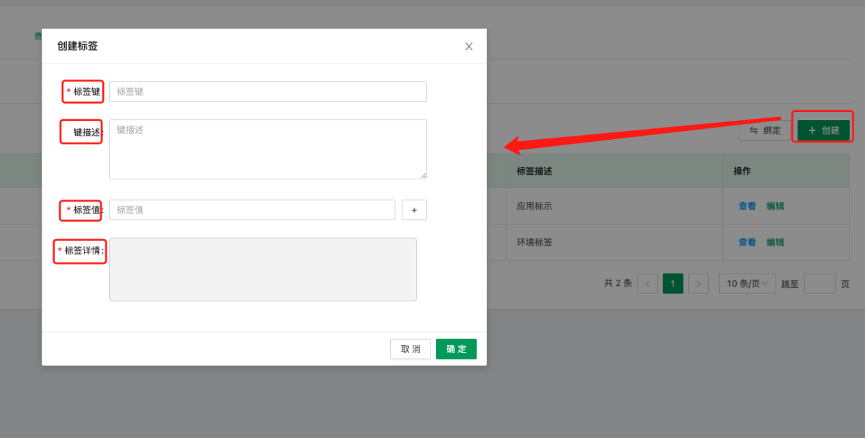 资
创建标签
X
* 标签键
标签键
键描述:
键描述
* 标签值:
标签值
+
* 标签详情:
取 消
确 定
绑定
+ 创建
标签描述
操作
应用标示
查看 编辑
环境标签
查看 编辑
共 2 条 < 1 > 10 条/页 跳至 页